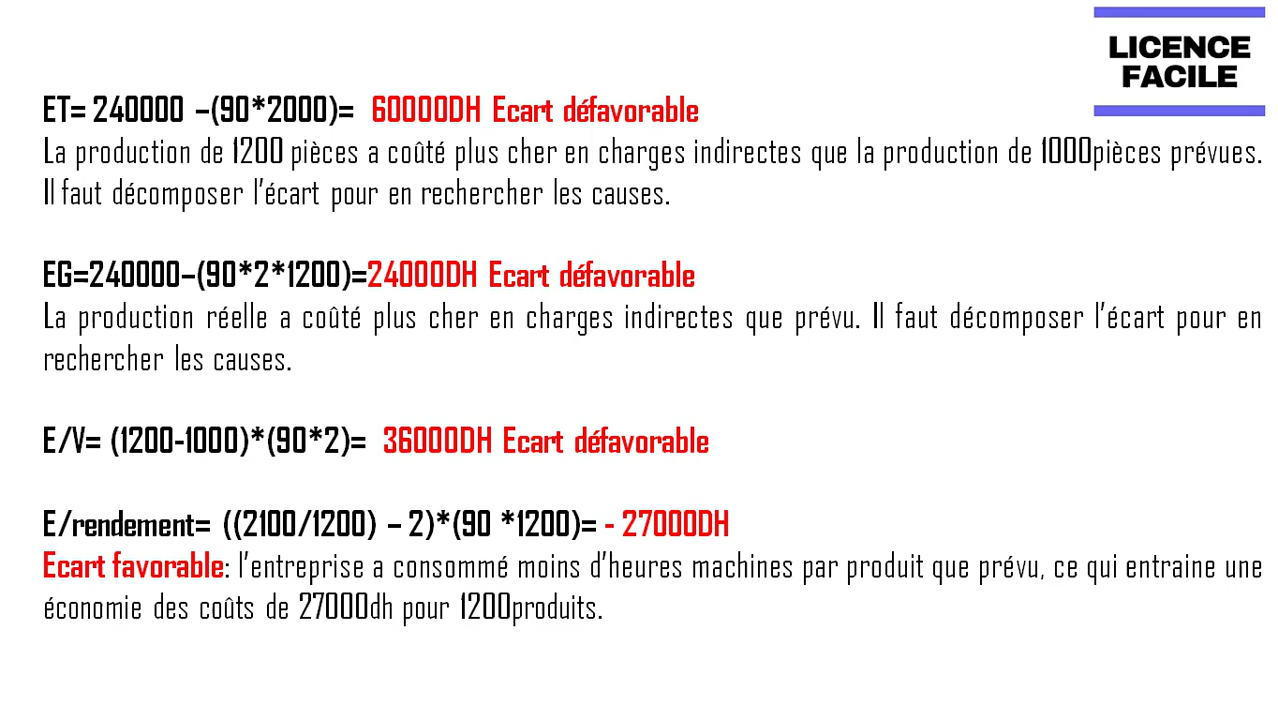 LICENCE
FACILE
ET= 240000 –(90*2000)= 60000DH Ecart défavorable
La production de 1200 pièces a coûté plus cher en charges indirectes que la production de 1000pièces prévues.
Il faut décomposer l’écart pour en rechercher les causes.
EG=240000–(90*2*1200)=24000DH Ecart défavorable
La production réelle a coûté plus cher en charges indirectes que prévu. Il faut décomposer l’écart pour en
rechercher les causes.
E/V= (1200-1000)*(90*2)= 36000DH Ecart défavorable
E/rendement= ((2100/1200) – 2)*(90 *1200)= - 27000DH
Ecart favorable: l’entreprise a consommé moins d’heures machines par produit que prévu, ce qui entraine une
économie des coûts de 27000dh pour 1200produits.